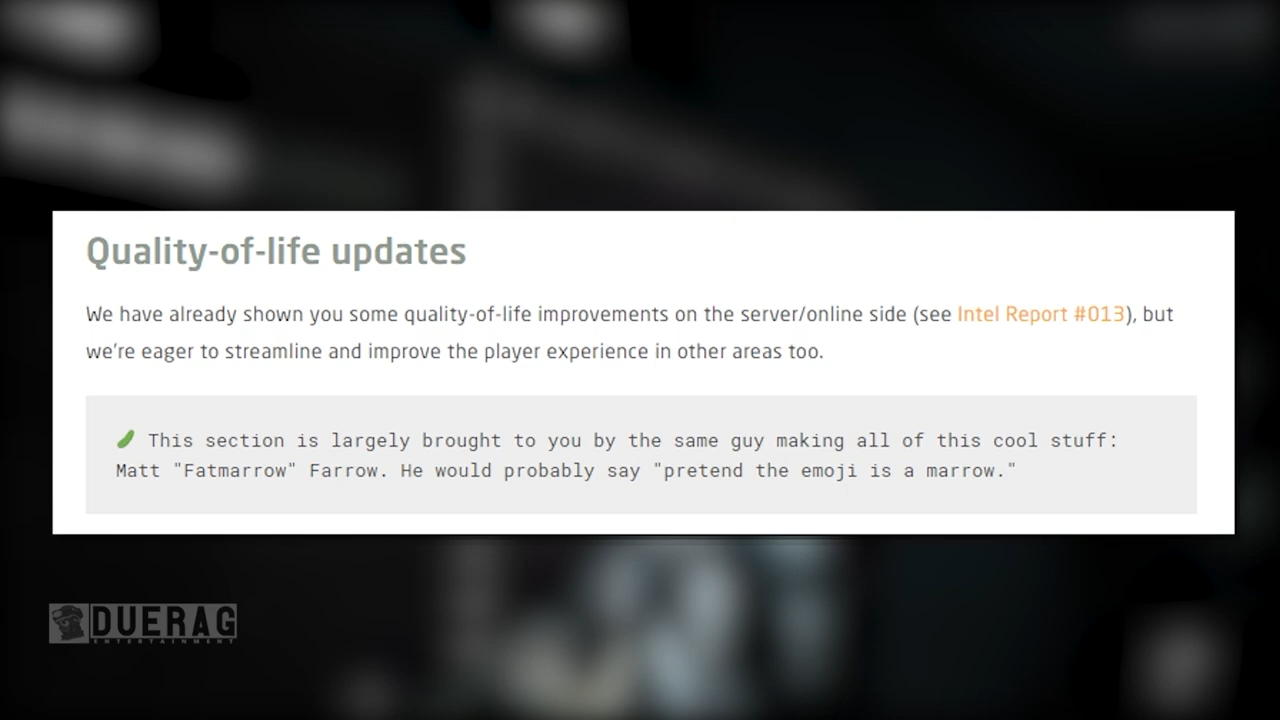 Quality-of-life updates
We have already shown you some quality-of-life improvements on the server/online side (see Intel Report #013), but
we're eager to streamline and improve the player experience in other areas too.
🥒 This section is largely brought to you by the same guy making all of this cool stuff:
Matt "Fatmarrow" Farrow. He would probably say "pretend the emoji is a marrow."
DUERAG
ENTERTAINMENT